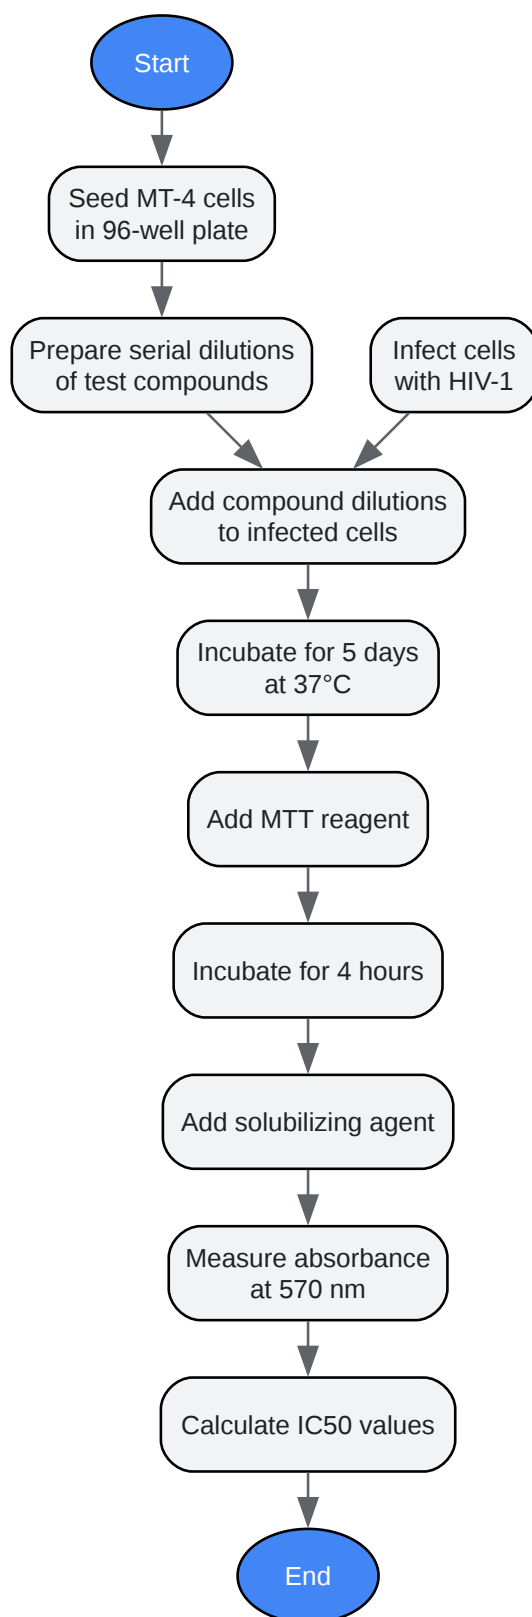 Start
Seed MT-4 cells
in 96-well plate
Prepare serial dilutions
of test compounds
Infect cells
with HIV-1
Add compound dilutions
to infected cells
Incubate for 5 days
at 37°C
Add MTT reagent
Incubate for 4 hours
Add solubilizing agent
Measure absorbance
at 570 nm
Calculate IC50 values
End